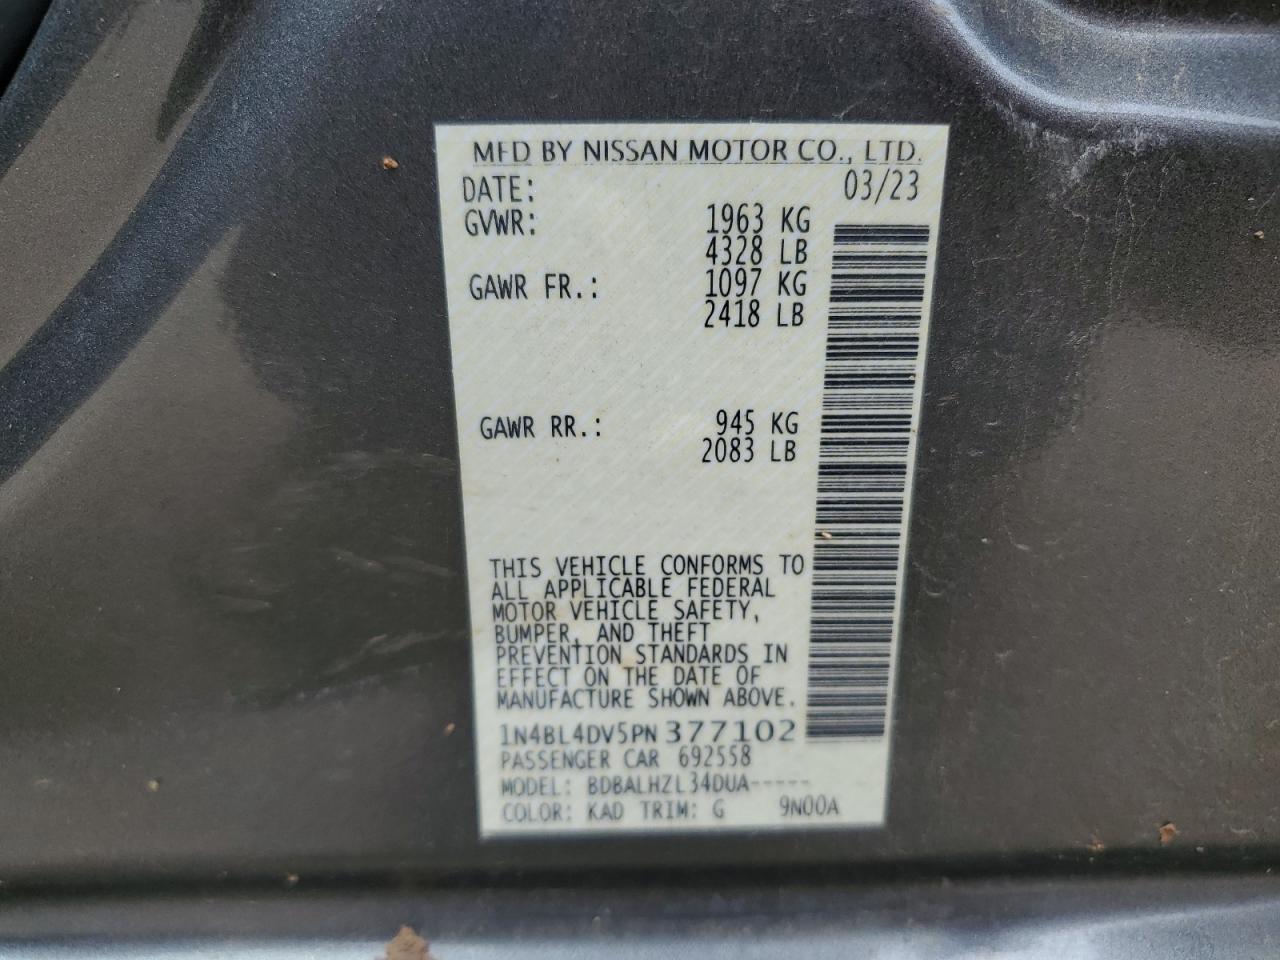 MFD BY NISSAN MOTOR CO., LTD.
DATE: 03/23
GVWR: 1963 KG
4328 LB
GAWR FR.: 1097 KG
2418 LB
GAWR RR.: 945 KG
2083 LB
THIS VEHICLE CONFORMS TO
ALL APPLICABLE FEDERAL
MOTOR VEHICLE SAFETY,
BUMPER, AND THEFT
PREVENTION STANDARDS IN
EFFECT ON THE DATE OF
MANUFACTURE SHOWN ABOVE.
1N4BL4DV5PN377102
PASSENGER CAR 692558
MODEL: BDBALHZL34DUA-----
COLOR: KAD TRIM: G 9N00A